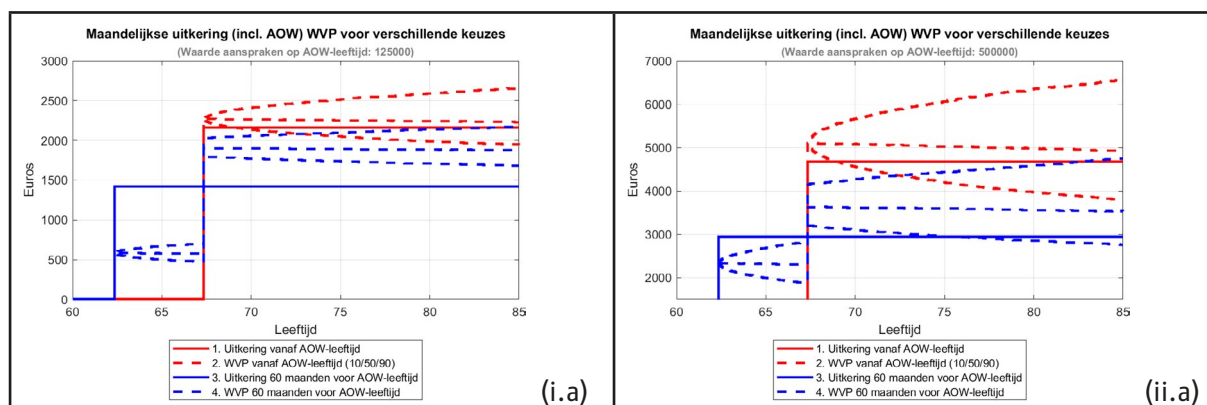 Maandelijkse uitkering (incl. AOW) WVP voor verschillende keuzes
(Waarde aanspraken op AOW-leeftijd: 125000)
3000
2500
2000
1500
1000
500
0
Euros
60 65 70 75 80 85
Leeftijd
1. Uitkering vanaf AOW-leeftijd
2. WVP vanaf AOW-leeftijd (10/50/90)
3. Uitkering 60 maanden voor AOW-leeftijd
4. WVP 60 maanden voor AOW-leeftijd
(i.a)
Maandelijkse uitkering (incl. AOW) WVP voor verschillende keuzes
(Waarde aanspraken op AOW-leeftijd: 500000)
7000
6000
5000
4000
3000
2000
Euros
60 65 70 75 80 85
Leeftijd
1. Uitkering vanaf AOW-leeftijd
2. WVP vanaf AOW-leeftijd (10/50/90)
3. Uitkering 60 maanden voor AOW-leeftijd
4. WVP 60 maanden voor AOW-leeftijd
(ii.a)